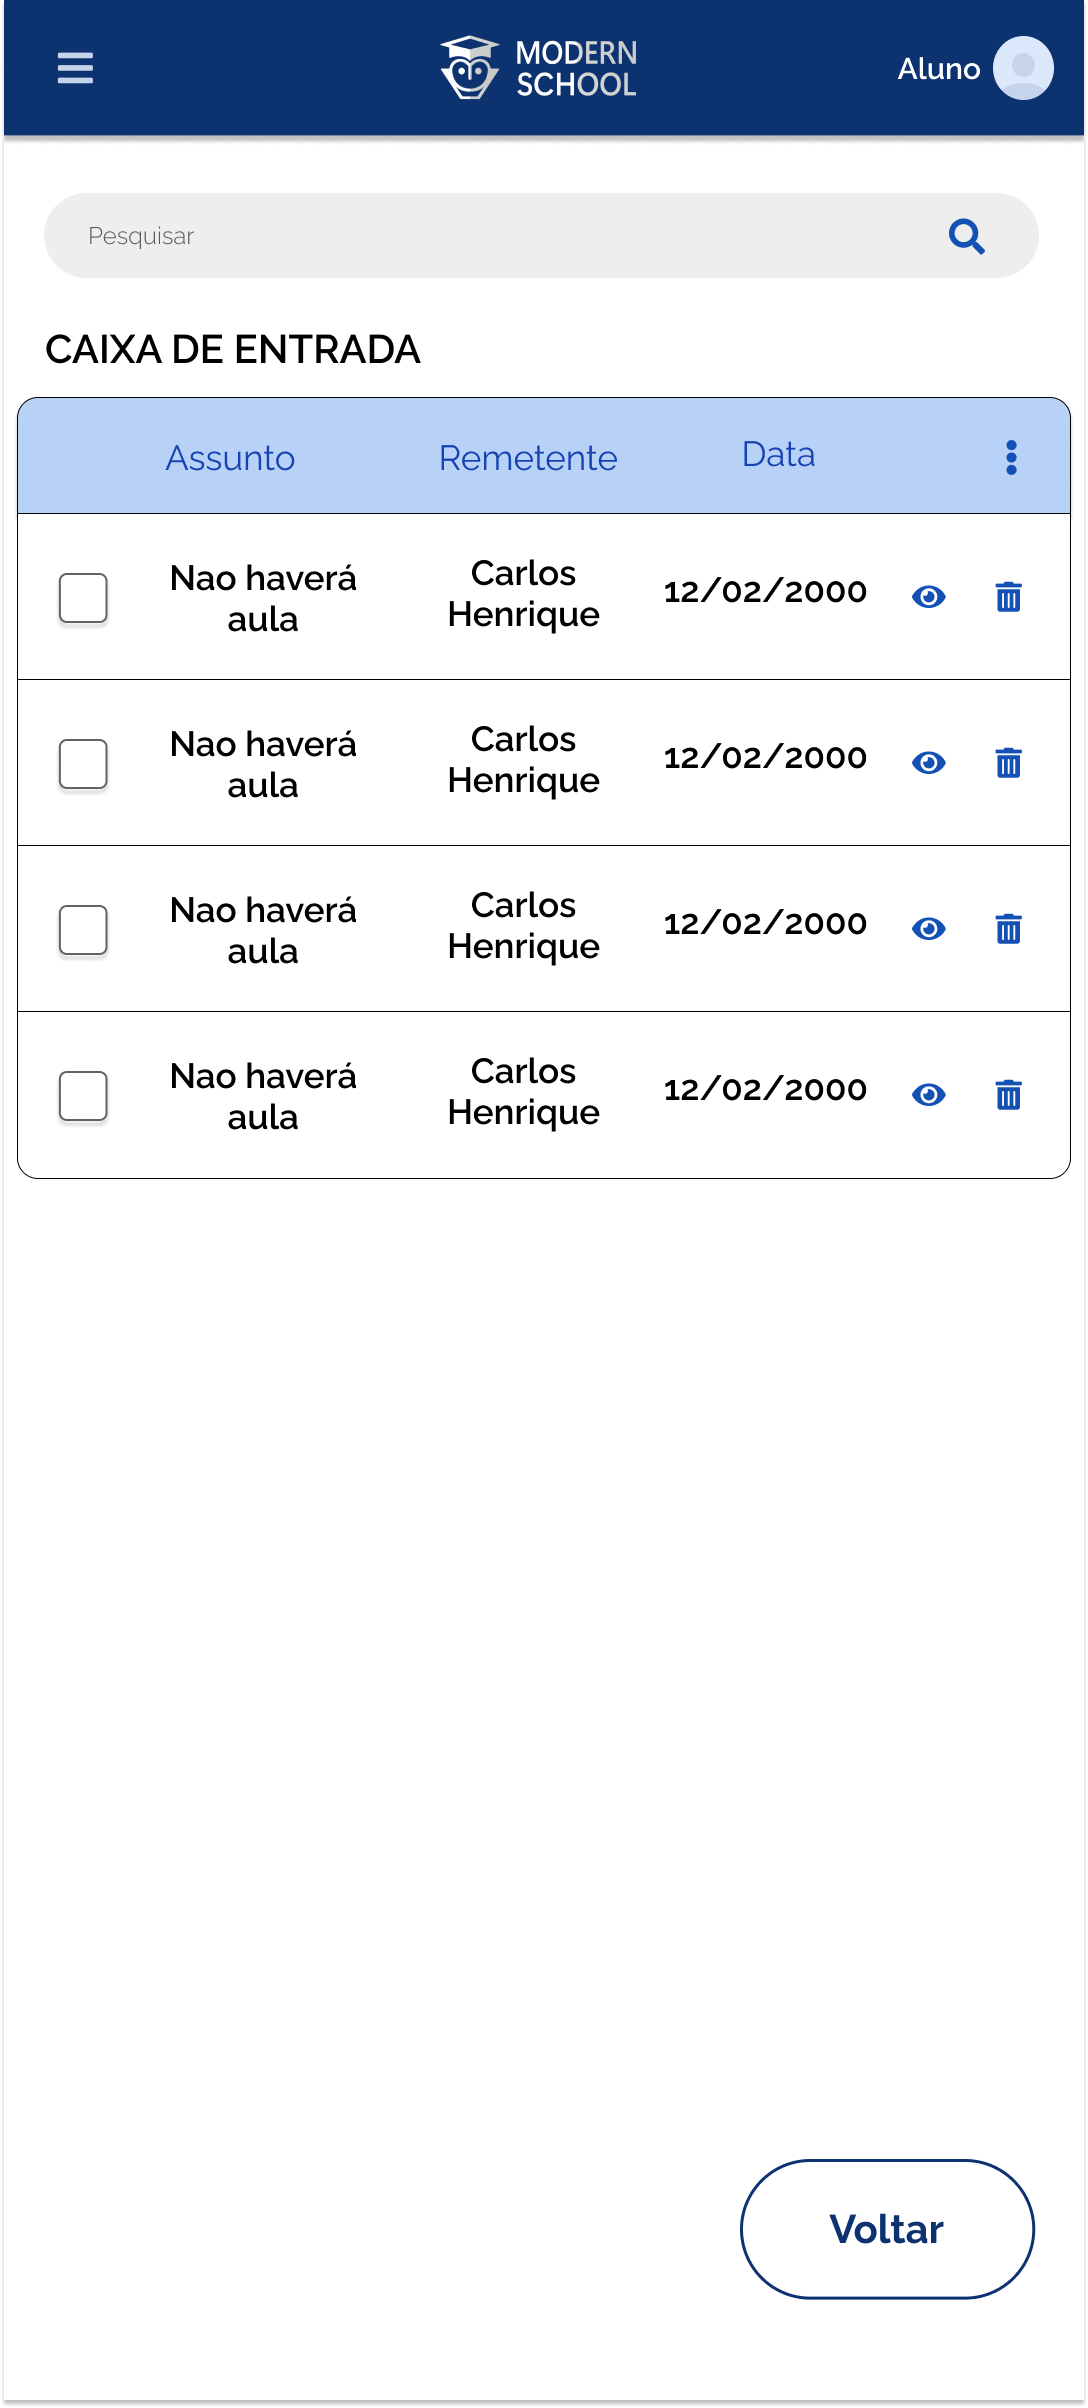 MODERN
SCHOOL
Aluno
Pesquisar
CAIXA DE ENTRADA
Assunto Remetente Data
Nao haverá
aula
Carlos
Henrique
12/02/2000
Nao haverá
aula
Carlos
Henrique
12/02/2000
Nao haverá
aula
Carlos
Henrique
12/02/2000
Nao haverá
aula
Carlos
Henrique
12/02/2000
Voltar